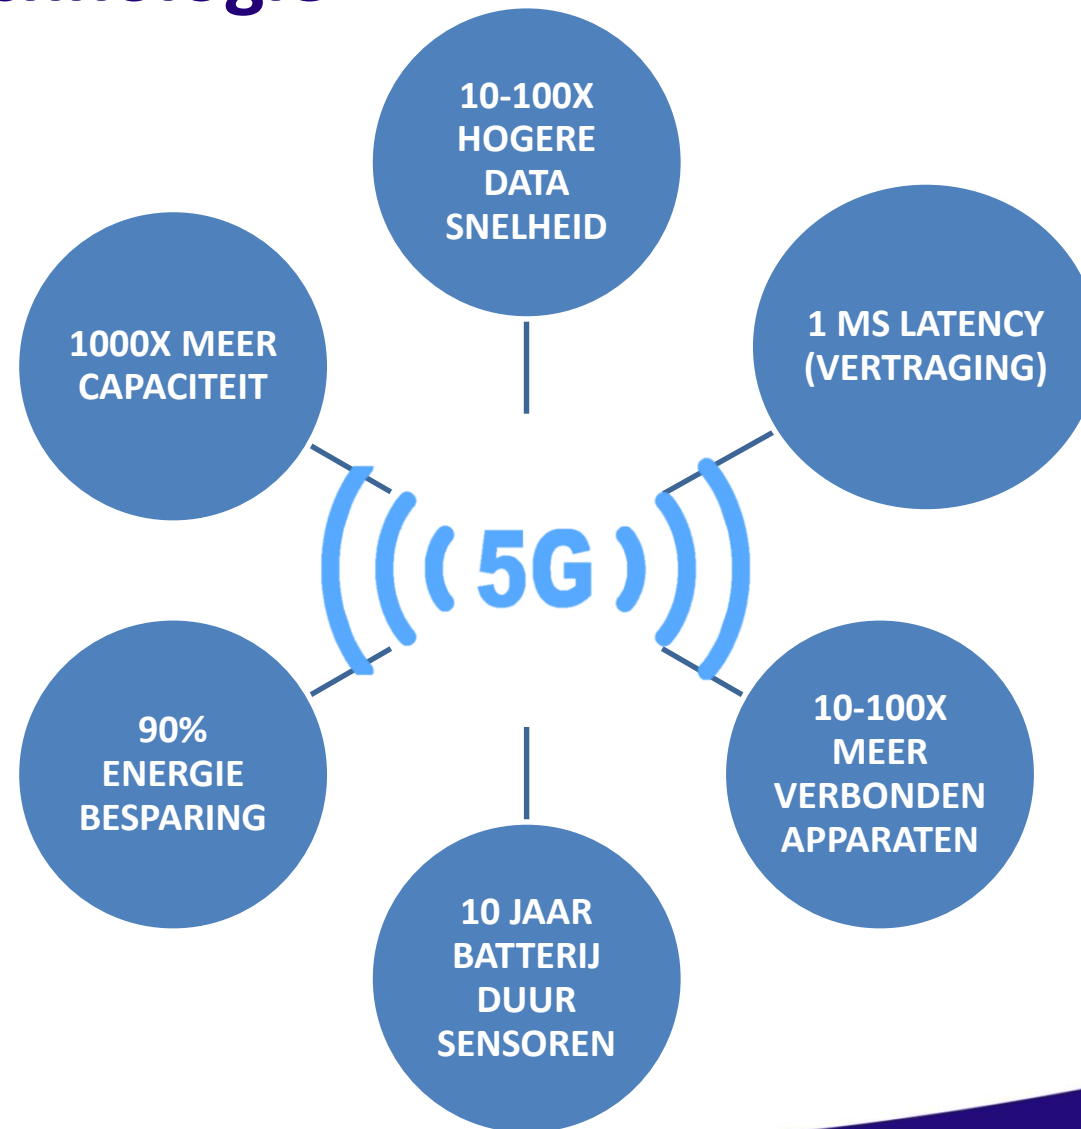 10-100X
HOGERE
DATA
SNELHEID
1 MS LATENCY
(VERTRAGING)
1000X MEER
CAPACITEIT
5G
90%
ENERGIE
BESPARING
10-100X
MEER
VERBONDEN
APPARATEN
10 JAAR
BATTERIJ
DUUR
SENSOREN